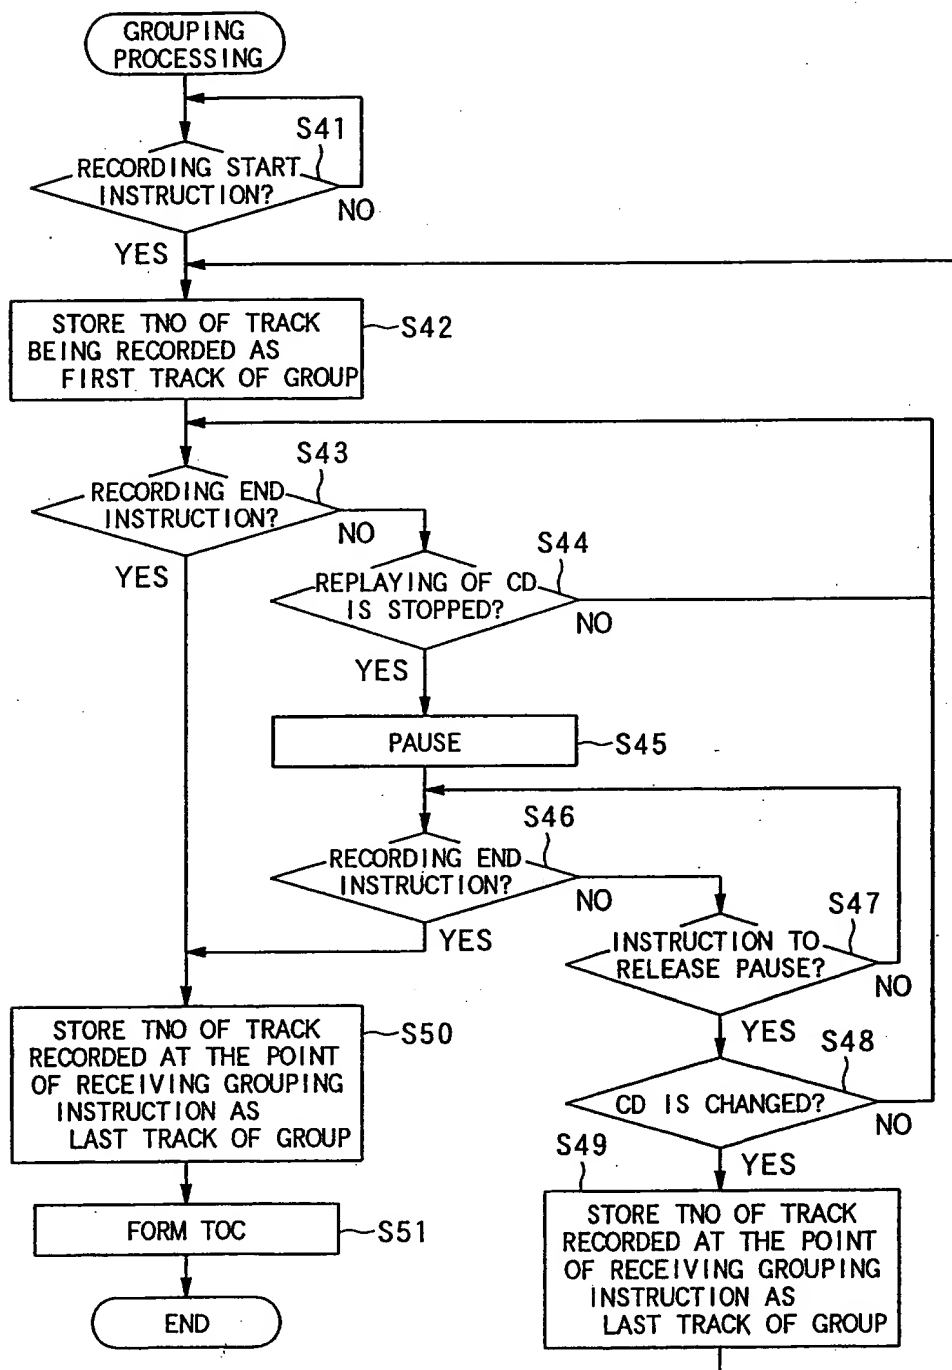 GROUPING
PROCESSING
S41
RECORDING START
INSTRUCTION?
NO
YES
STORE TNO OF TRACK
BEING RECORDED AS
FIRST TRACK OF GROUP
S42
S43
RECORDING END
INSTRUCTION?
NO
YES
S44
REPLAYING OF CD
IS STOPPED?
NO
YES
PAUSE
S45
S46
RECORDING END
INSTRUCTION?
NO
YES
S47
INSTRUCTION TO
RELEASE PAUSE?
NO
YES
S48
CD IS CHANGED?
NO
YES
S49
STORE TNO OF TRACK
RECORDED AT THE POINT
OF RECEIVING GROUPING
INSTRUCTION AS
LAST TRACK OF GROUP
STORE TNO OF TRACK
RECORDED AT THE POINT
OF RECEIVING GROUPING
INSTRUCTION AS
LAST TRACK OF GROUP
S50
FORM TOC
S51
END